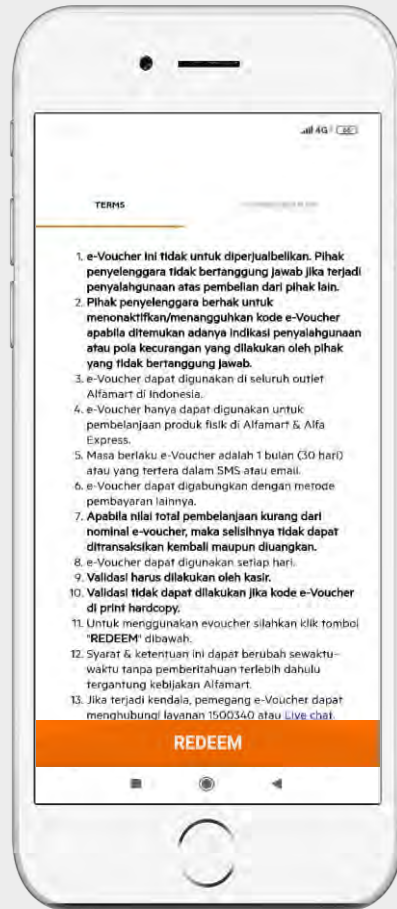 4G 66
TERMS
1. e-Voucher ini tidak untuk diperjualbelikan. Pihak
penyelenggara tidak bertanggung jawab jika terjadi
penyalahgunaan atas pembelian dari pihak lain.
2. Pihak penyelenggara berhak untuk
menonaktifkan/menangguhkan kode e-Voucher
apabila ditemukan adanya indikasi penyalahgunaan
atau pola kecurangan yang dilakukan oleh pihak
yang tidak bertanggung jawab.
3. e-Voucher dapat digunakan di seluruh outlet
Alfamart di Indonesia.
4. e-Voucher hanya dapat digunakan untuk
pembelanjaan produk fisik di Alfamart & Alfa
Express.
5. Masa berlaku e-Voucher adalah 1 bulan (30 hari)
atau yang tertera dalam SMS atau email.
6. e-Voucher dapat digabungkan dengan metode
pembayaran lainnya.
7. Apabila nilai total pembelanjaan kurang dari
nominal e-voucher, maka selisihnya tidak dapat
ditransaksikan kembali maupun diuangkan.
8. e-Voucher dapat digunakan setiap hari.
9. Validasi harus dilakukan oleh kasir.
10. Validasi tidak dapat dilakukan jika kode e-Voucher
di print hardcopy.
11. Untuk menggunakan evoucher silahkan klik tombol
"REDEEM" dibawah.
12. Syarat & ketentuan ini dapat berubah sewaktu-
waktu tanpa pemberitahuan terlebih dahulu
tergantung kebijakan Alfamart.
13. Jika terjadi kendala, pemegang e-Voucher dapat
menghubungi layanan 1500340 atau Live chat
REDEEM